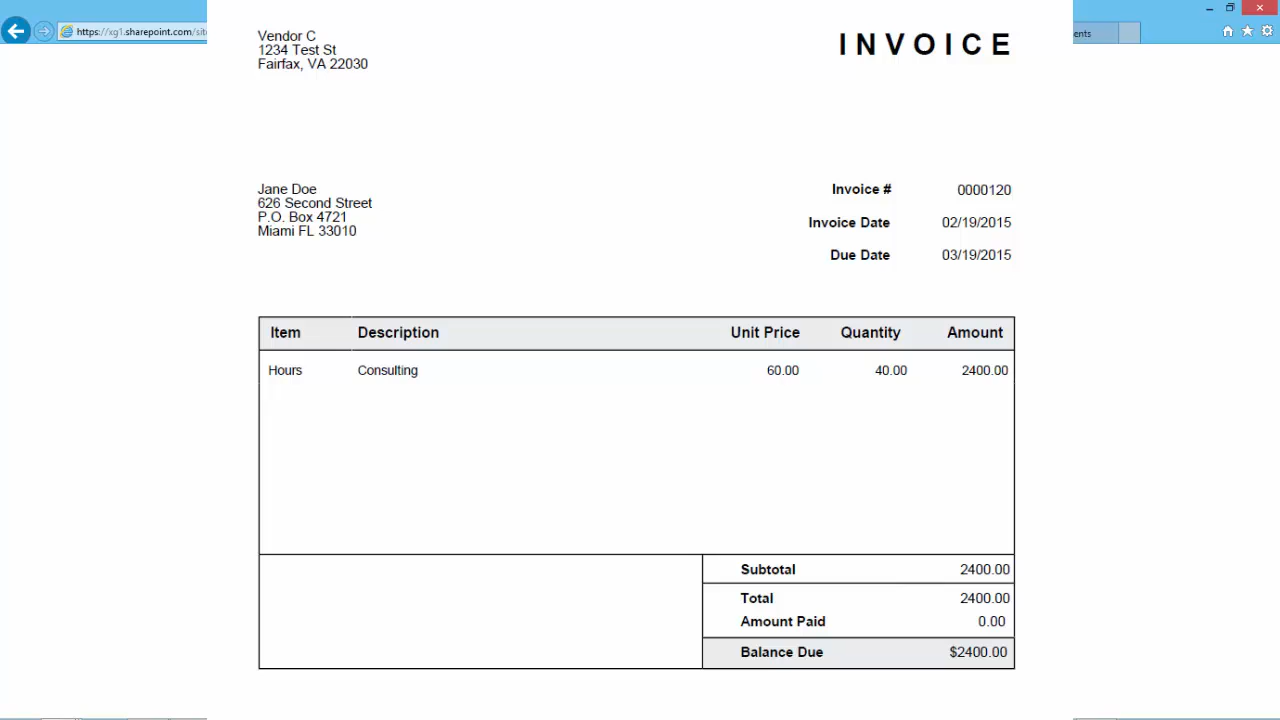 https://xg1.sharepoint.com/sit
ents
Vendor C
1234 Test St
Fairfax, VA 22030
INVOICE
Jane Doe
626 Second Street
P.O. Box 4721
Miami FL 33010
Invoice # 0000120
Invoice Date 02/19/2015
Due Date 03/19/2015
Item Description Unit Price Quantity Amount
Hours Consulting 60.00 40.00 2400.00
Subtotal 2400.00
Total 2400.00
Amount Paid 0.00
Balance Due $2400.00